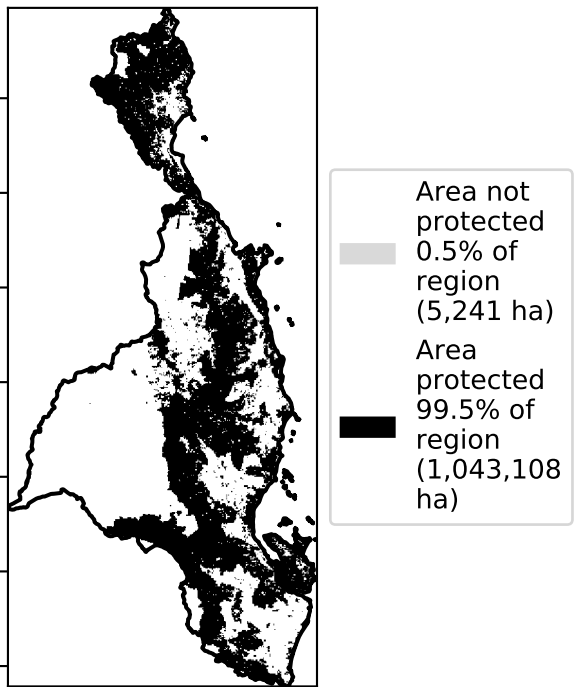 Area not
protected
0.5% of
region
(5,241 ha)
Area
protected
99.5% of
region
(1,043,108
ha)